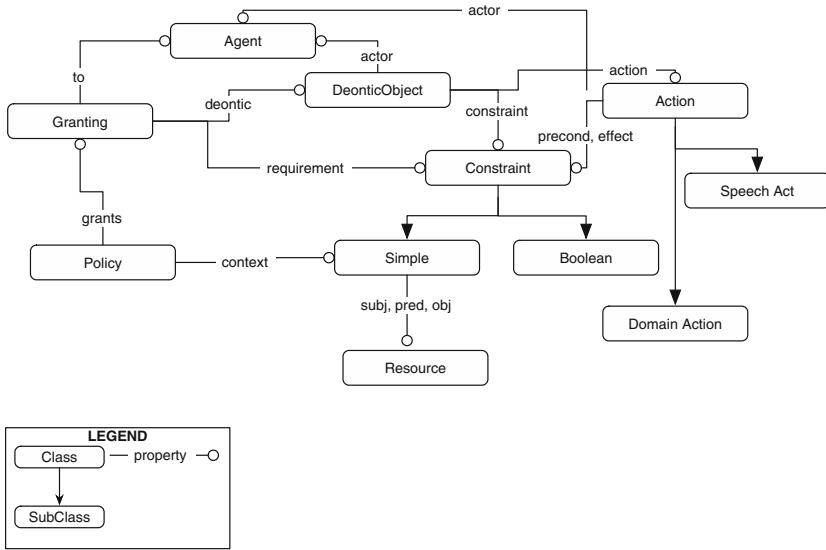 actor
Agent
to
actor
action
DeonticObject
deontic
Action
constraint
Granting
precond, effect
requirement
Constraint
Speech Act
grants
Policy
context
Simple
Boolean
subj, pred, obj
Domain Action
Resource
LEGEND
Class
property
SubClass